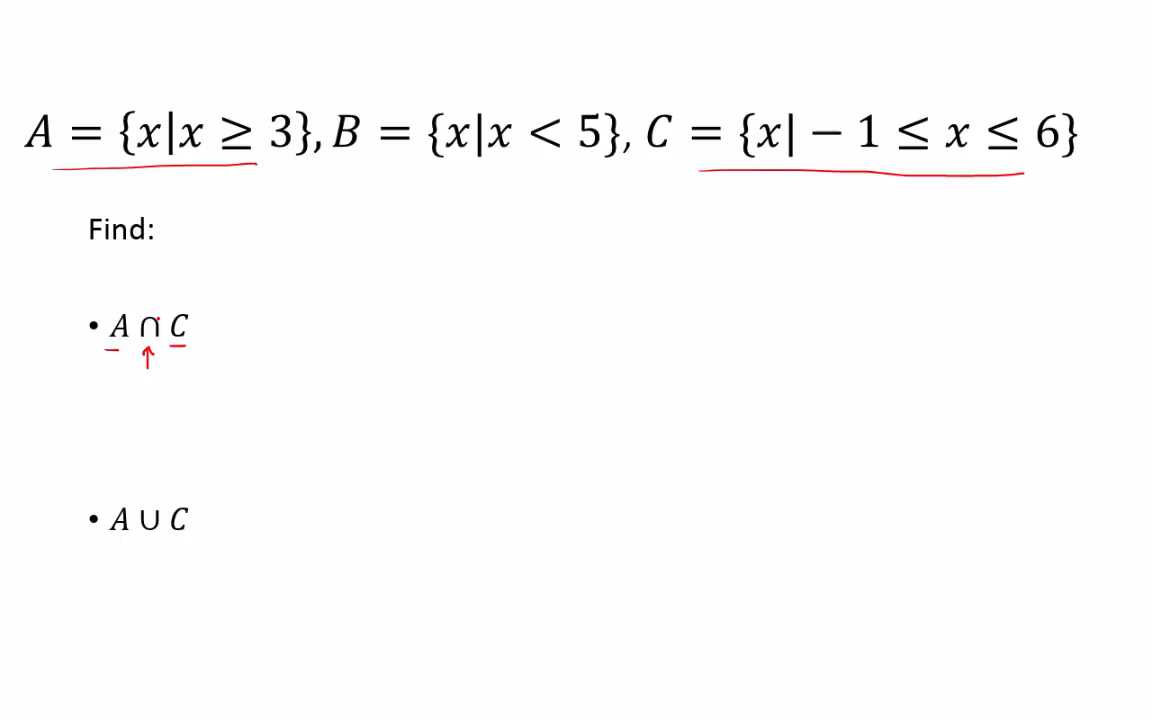 A = {x|x ≥ 3}, B = {x|x < 5}, C = {x| − 1 ≤ x ≤ 6}
Find:
• A ∩ C
• A ∪ C